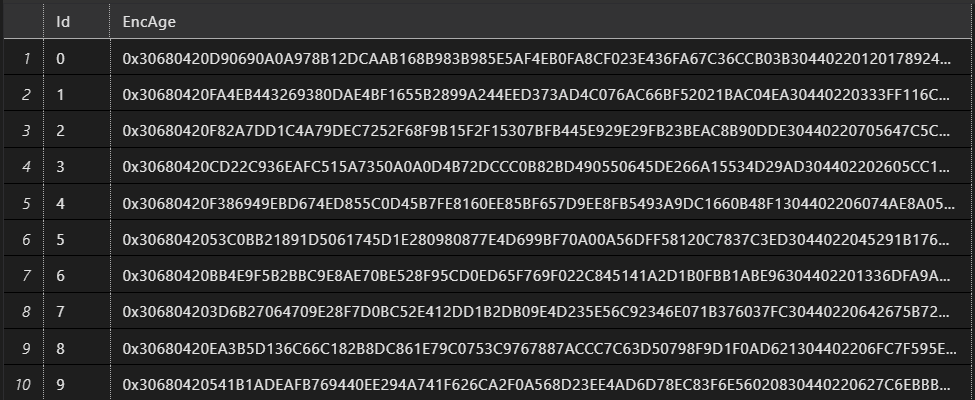 Id EncAge
1 0 0x30680420D90690A0A978B12DCAAB168B983B985E5AF4EB0FA8CF023E436FA67C36CCB03B30440220120178924...
2 1 0x30680420FA4EB443269380DAE4BF1655B2899A244EED373AD4C076AC66BF52021BAC04EA30440220333FF116C...
3 2 0x30680420F82A7DD1C4A79DEC7252F68F9B15F2F15307BFB445E929E29FB23BEAC8B90DDE30440220705647C5C...
4 3 0x30680420CD22C936EAFC515A7350A0A0D4B72DCCC0B82BD490550645DE266A15534D29AD304402202605CC1...
5 4 0x30680420F386949EBD674ED855C0D45B7FE8160EE85BF657D9EE8FB5493A9DC1660B48F1304402206074AE8A05...
6 5 0x3068042053C0BB21891D5061745D1E280980877E4D699BF70A00A56DFF58120C7837C3ED3044022045291B176...
7 6 0x30680420BB4E9F5B2BBC9E8AE70BE528F95CD0ED65F769F022C845141A2D1B0FBB1ABE96304402201336DFA9A...
8 7 0x306804203D6B27064709E28F7D0BC52E412DD1B2DB09E4D235E56C92346E071B376037FC30440220642675B72...
9 8 0x30680420EA3B5D136C66C182B8DC861E79C0753C9767887ACCC7C63D50798F9D1F0AD621304402206FC7F595E...
10 9 0x30680420541B1ADEAFB769440EE294A741F626CA2F0A568D23EE4AD6D78EC83F6E56020830440220627C6EBBB...